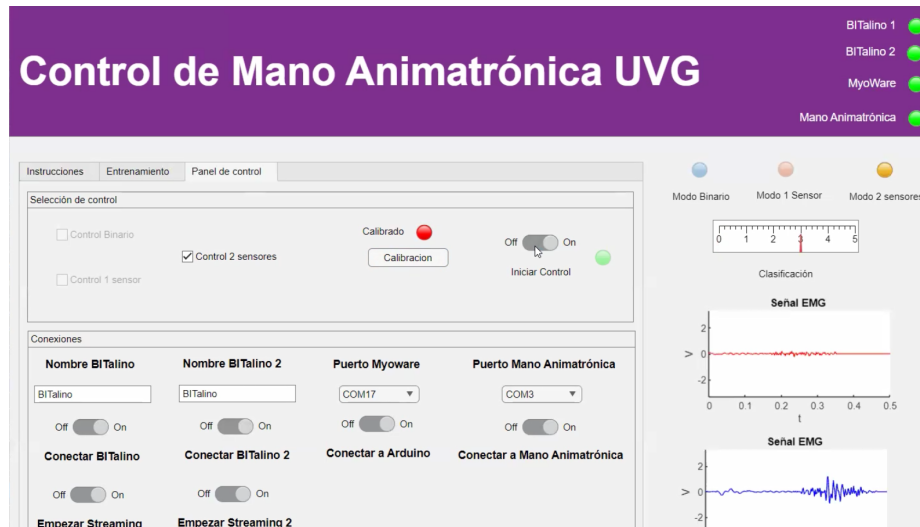 Control de Mano Animatrónica UVG
BITalino 1
BITalino 2
MyoWare
Mano Animatrónica
Instrucciones Entrenamiento Panel de control
Selección de control
Control Binario
Control 2 sensores
Control 1 sensor
Calibrado
Calibracion
Off On
Iniciar Control
Conexiones
Nombre BITalino Nombre BITalino 2 Puerto Myoware Puerto Mano Animatrónica
BITalino BITalino COM17 COM3
Off On Off On Off On Off On
Conectar BITalino Conectar BITalino 2 Conectar a Arduino Conectar a Mano Animatrónica
Off On Off On
Empezar Streaming Empezar Streaming 2
Modo Binario Modo 1 Sensor Modo 2 sensores
0 1 2 3 4 5
Clasificación
Señal EMG
2
0
-2
V
0 0.1 0.2 0.3 0.4 0.5
t
Señal EMG
2
0
-2
V